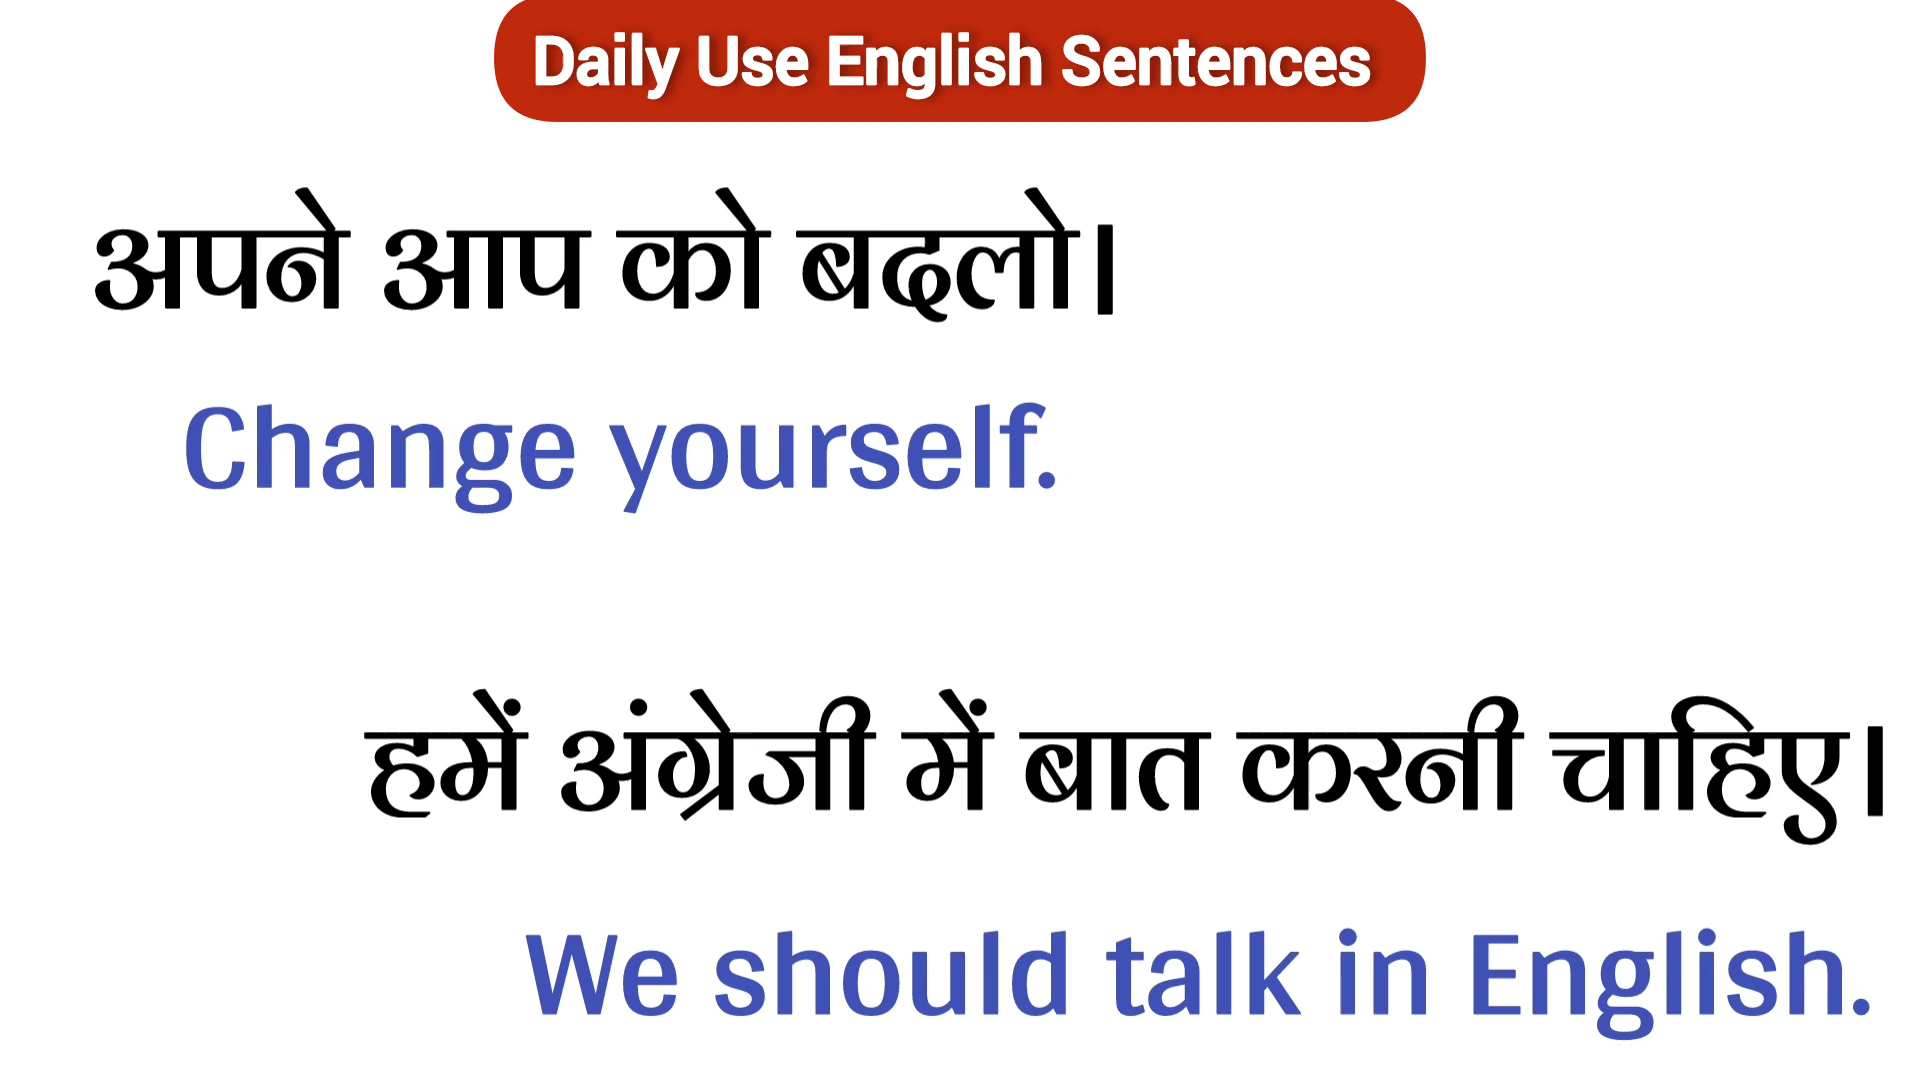 Daily Use English Sentences
अपने आप को बदलो।
Change yourself.
हमें अंग्रेजी में बात करनी चाहिए।
We should talk in English.